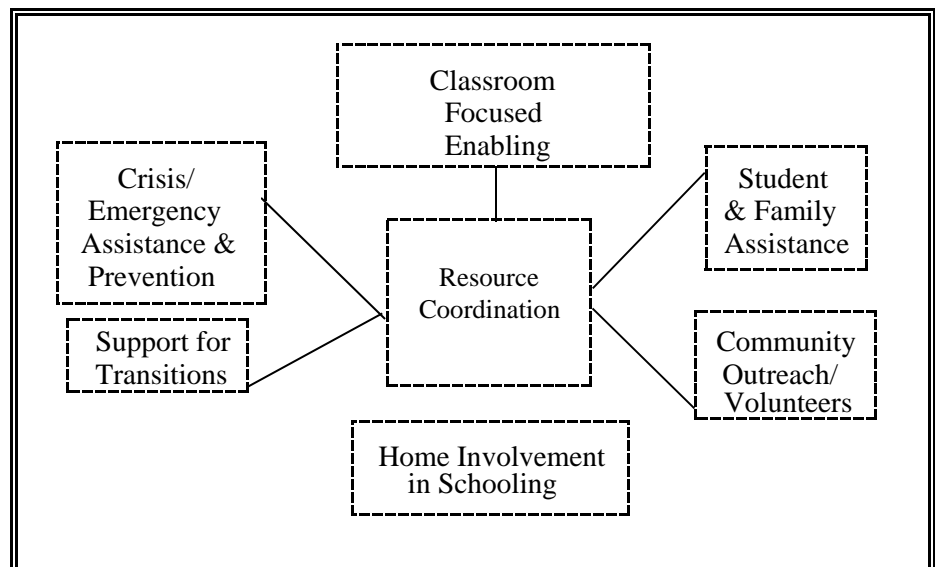 Classroom
Focused
Enabling
Crisis/
Emergency
Assistance &
Prevention
Student
& Family
Assistance
Resource
Coordination
Support for
Transitions
Community
Outreach/
Volunteers
Home Involvement
in Schooling